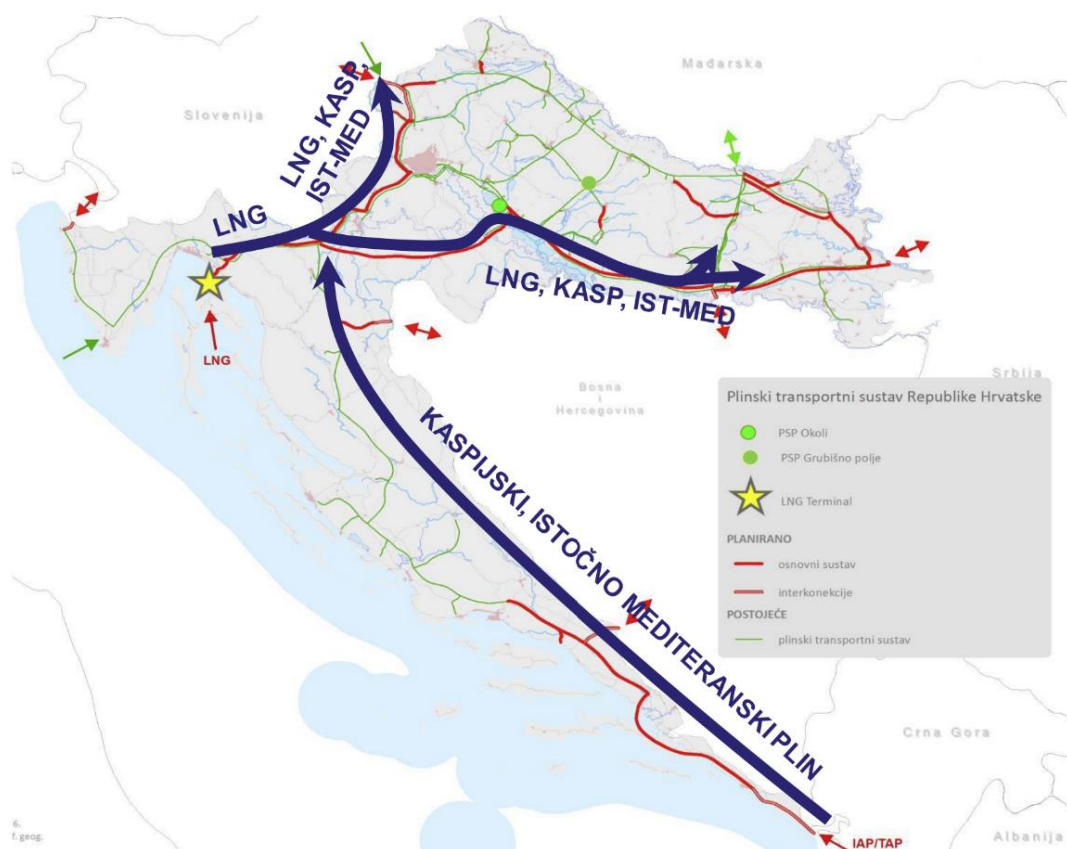 Mađarska
Slovenija
LNG, KASP,
IST-MED
LNG
LNG
LNG, KASP, IST-MED
Bosna
i
Hercegovina
Srbija
KASPIJSKI, ISTOČNO MEDITERANSKI PLIN
Plinski transportni sustav Republike Hrvatske
PSP Okoli
PSP Grubišno polje
LNG Terminal
PLANIRANO
osnovni sustav
interkonekcije
POSTOJEĆE
plinski transportni sustav
Crna Gora
Albanija
IAP/TAP
6.
f. geog.